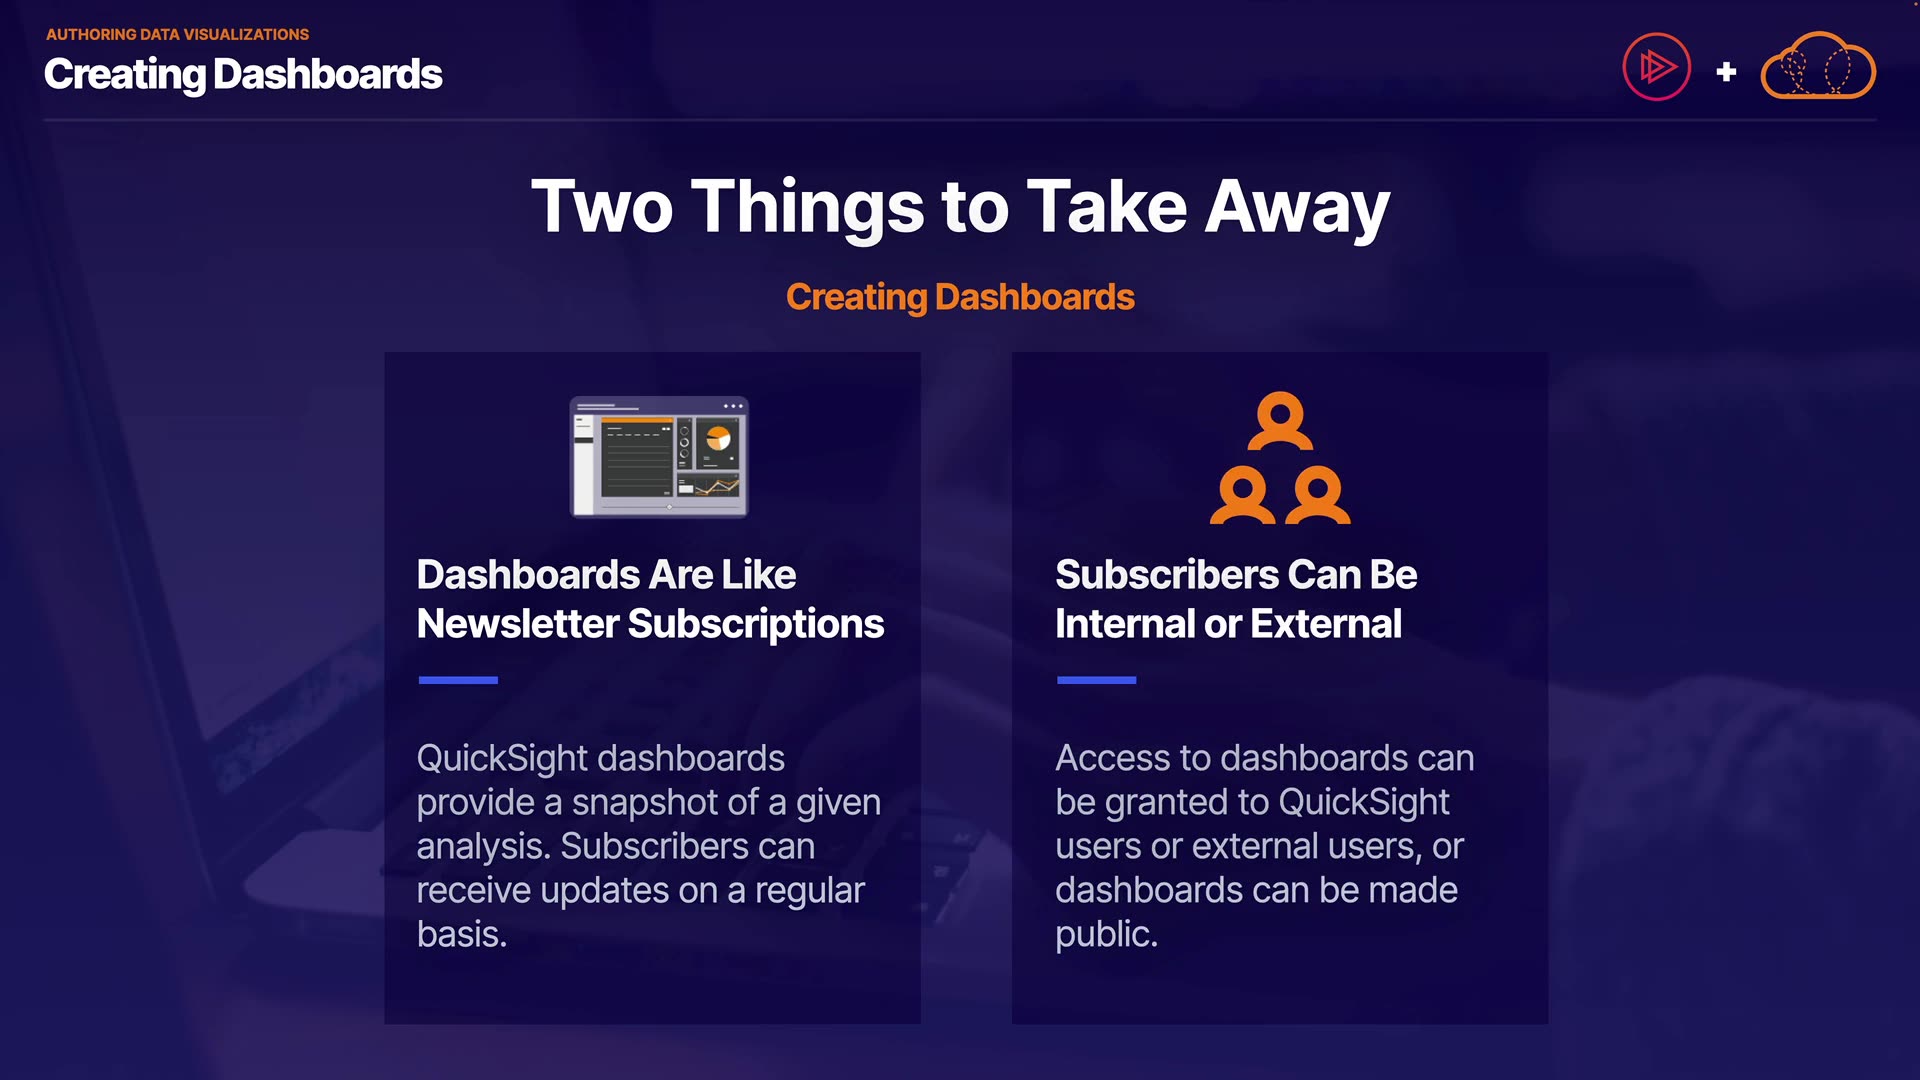 AUTHORING DATA VISUALIZATIONS
Creating Dashboards
Two Things to Take Away
Creating Dashboards
Dashboards Are Like
Newsletter Subscriptions
QuickSight dashboards
provide a snapshot of a given
analysis. Subscribers can
receive updates on a regular
basis.
Subscribers Can Be
Internal or External
Access to dashboards can
be granted to QuickSight
users or external users, or
dashboards can be made
public.